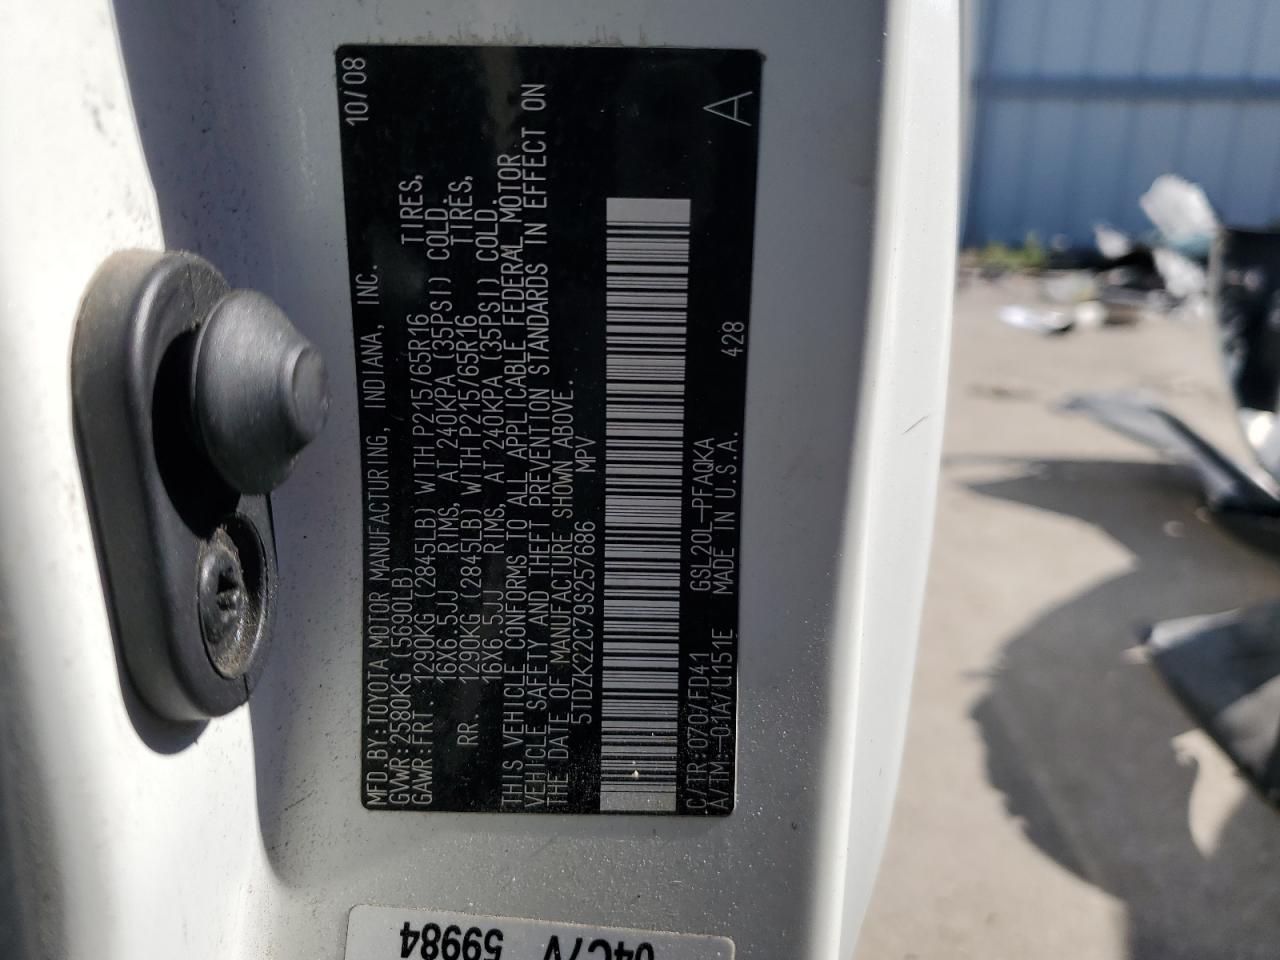 MFD.BY:TOYOTA MOTOR MANUFACTURING, INDIANA, INC. 10/08
GVWR:2580KG(5690LB)
GAWR:FRT. 1290KG(2845LB) WITH P215/65R16 TIRES,
16X6.5JJ RIMS, AT 240KPA(35PSI) COLD.
RR. 1290KG(2845LB) WITH P215/65R16 TIRES,
16X6.5JJ RIMS, AT 240KPA(35PSI) COLD.
THIS VEHICLE CONFORMS TO ALL APPLICABLE FEDERAL MOTOR
VEHICLE SAFETY AND THEFT PREVENTION STANDARDS IN EFFECT ON
THE DATE OF MANUFACTURE SHOWN ABOVE.
5TDZK22C79S257686 MPV
C/TR:070/FD41 GSL20L-PFAQKA
A/TM:-01A/U151E MADE IN U.S.A. 428 A
04C7V
59984